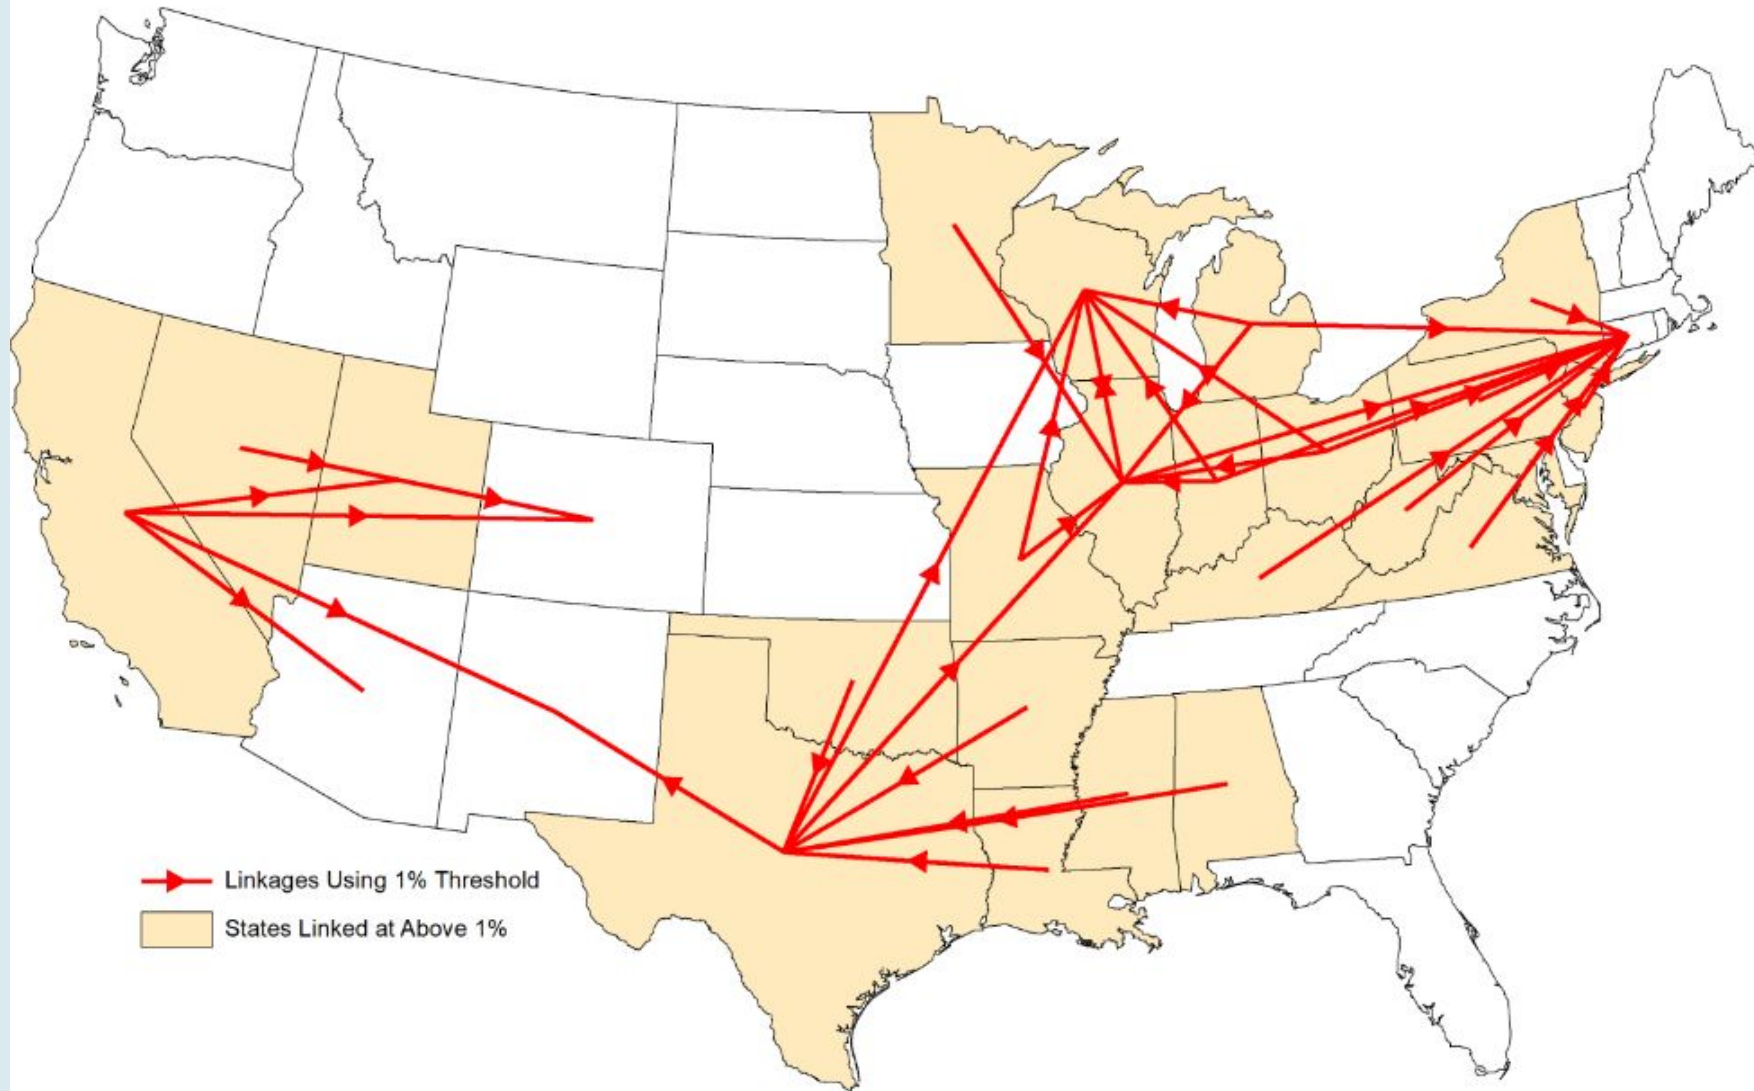 Linkages Using 1% Threshold
States Linked at Above 1%